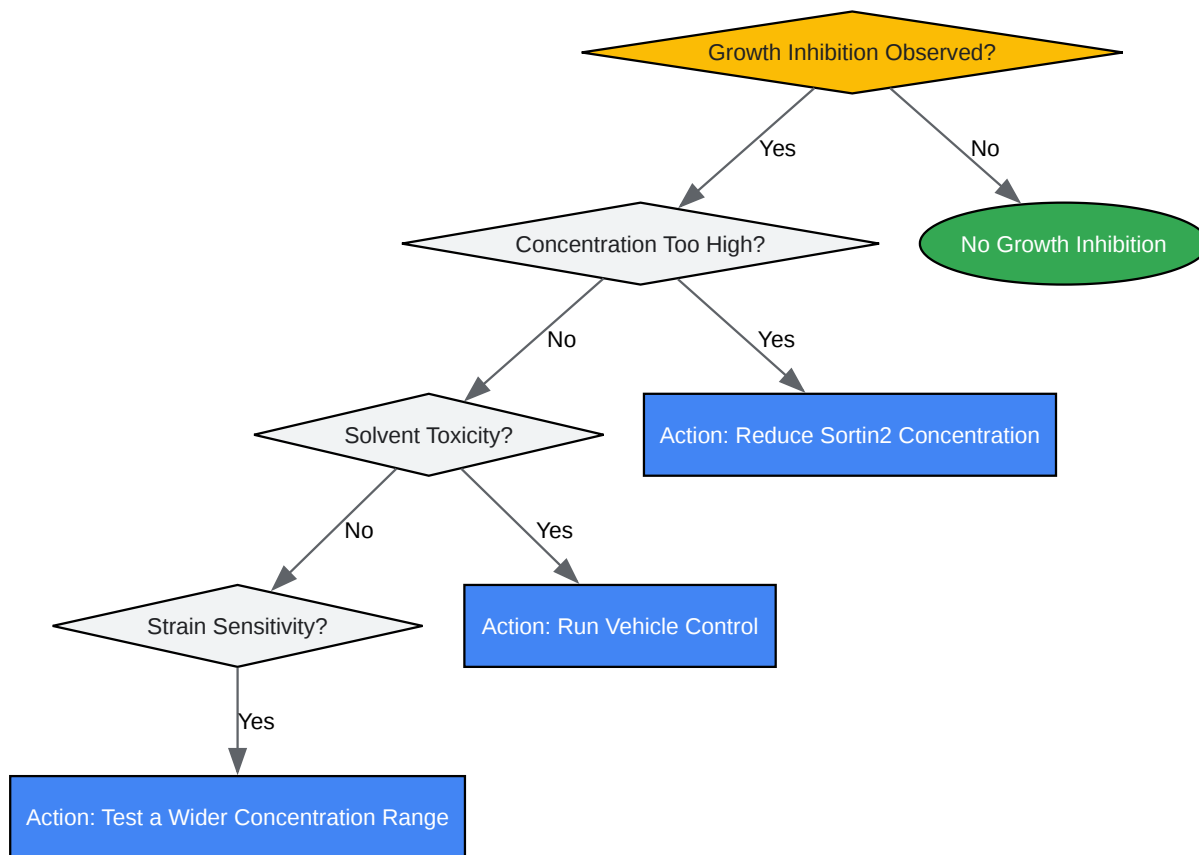 Growth Inhibition Observed?
Yes
No
Concentration Too High?
No Growth Inhibition
No
Yes
Solvent Toxicity?
Action: Reduce Sortin2 Concentration
No
Yes
Strain Sensitivity?
Action: Run Vehicle Control
Yes
Action: Test a Wider Concentration Range